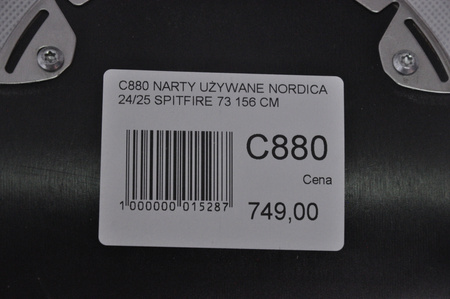 C880 NARTY UŻYWANE NORDICA
24/25 SPITFIRE 73 156 CM
C880
Cena
1 000000 015287
749,00